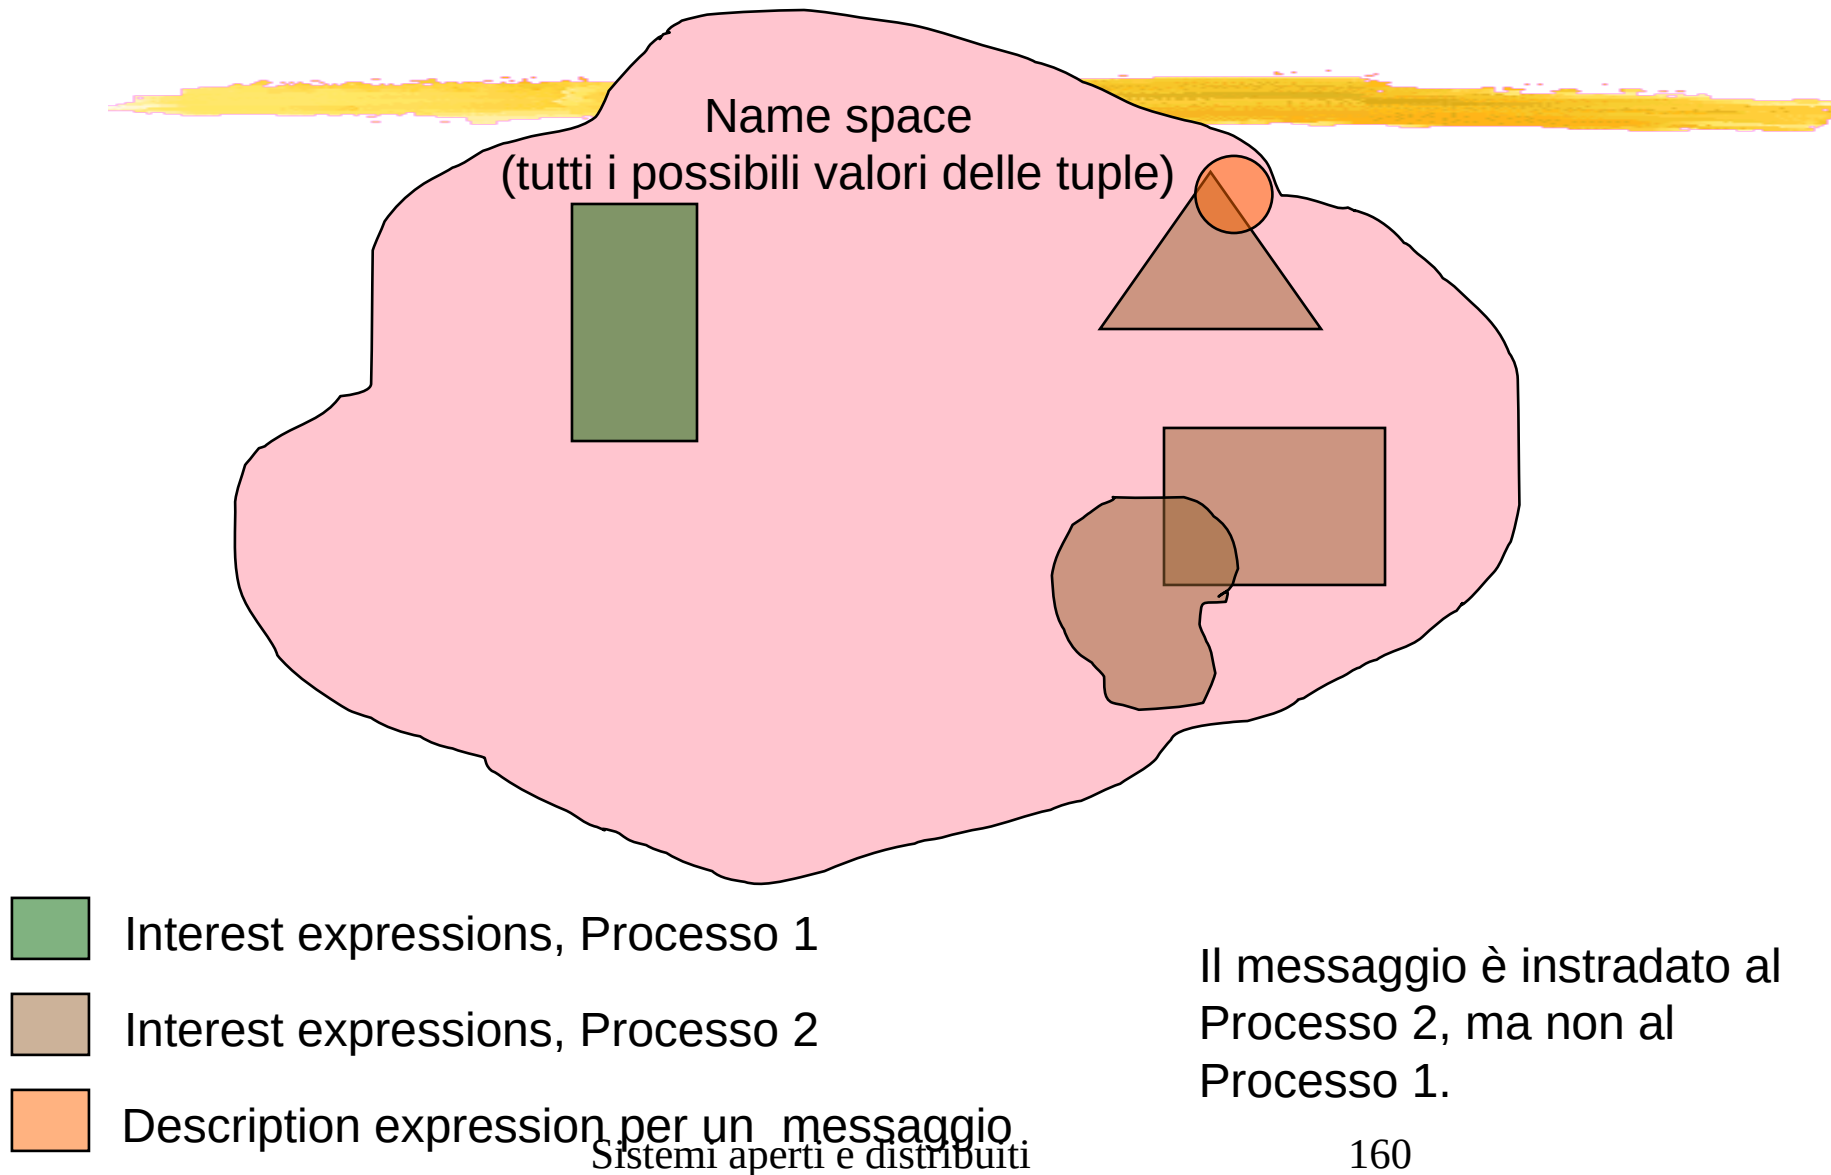 Name space
(tutti i possibili valori delle tuple)
Interest expressions, Processo 1
Interest expressions, Processo 2
Description expression per un  messaggio
Il messaggio è instradato al
Processo 2, ma non al
Processo 1.
Sistemi aperti e distribuiti
160